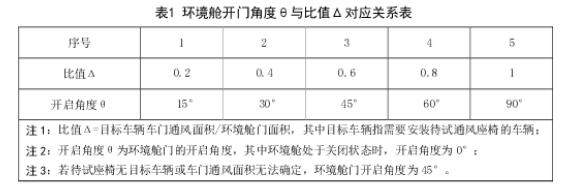 表1 环境舱开门角度θ与比值Δ对应关系表
序号 1 2 3 4 5
比值Δ 0.2 0.4 0.6 0.8 1
开启角度θ 15° 30° 45° 60° 90°
注1：比值Δ=目标车辆车门通风面积/环境舱门面积，其中目标车辆指需要安装待试通风座椅的车辆；
注2：开启角度θ为环境舱门的开启角度，其中环境舱处于关闭状态时，开启角度为0°；
注3：若待试座椅无目标车辆或车门通风面积无法确定，环境舱门开启角度为45°。